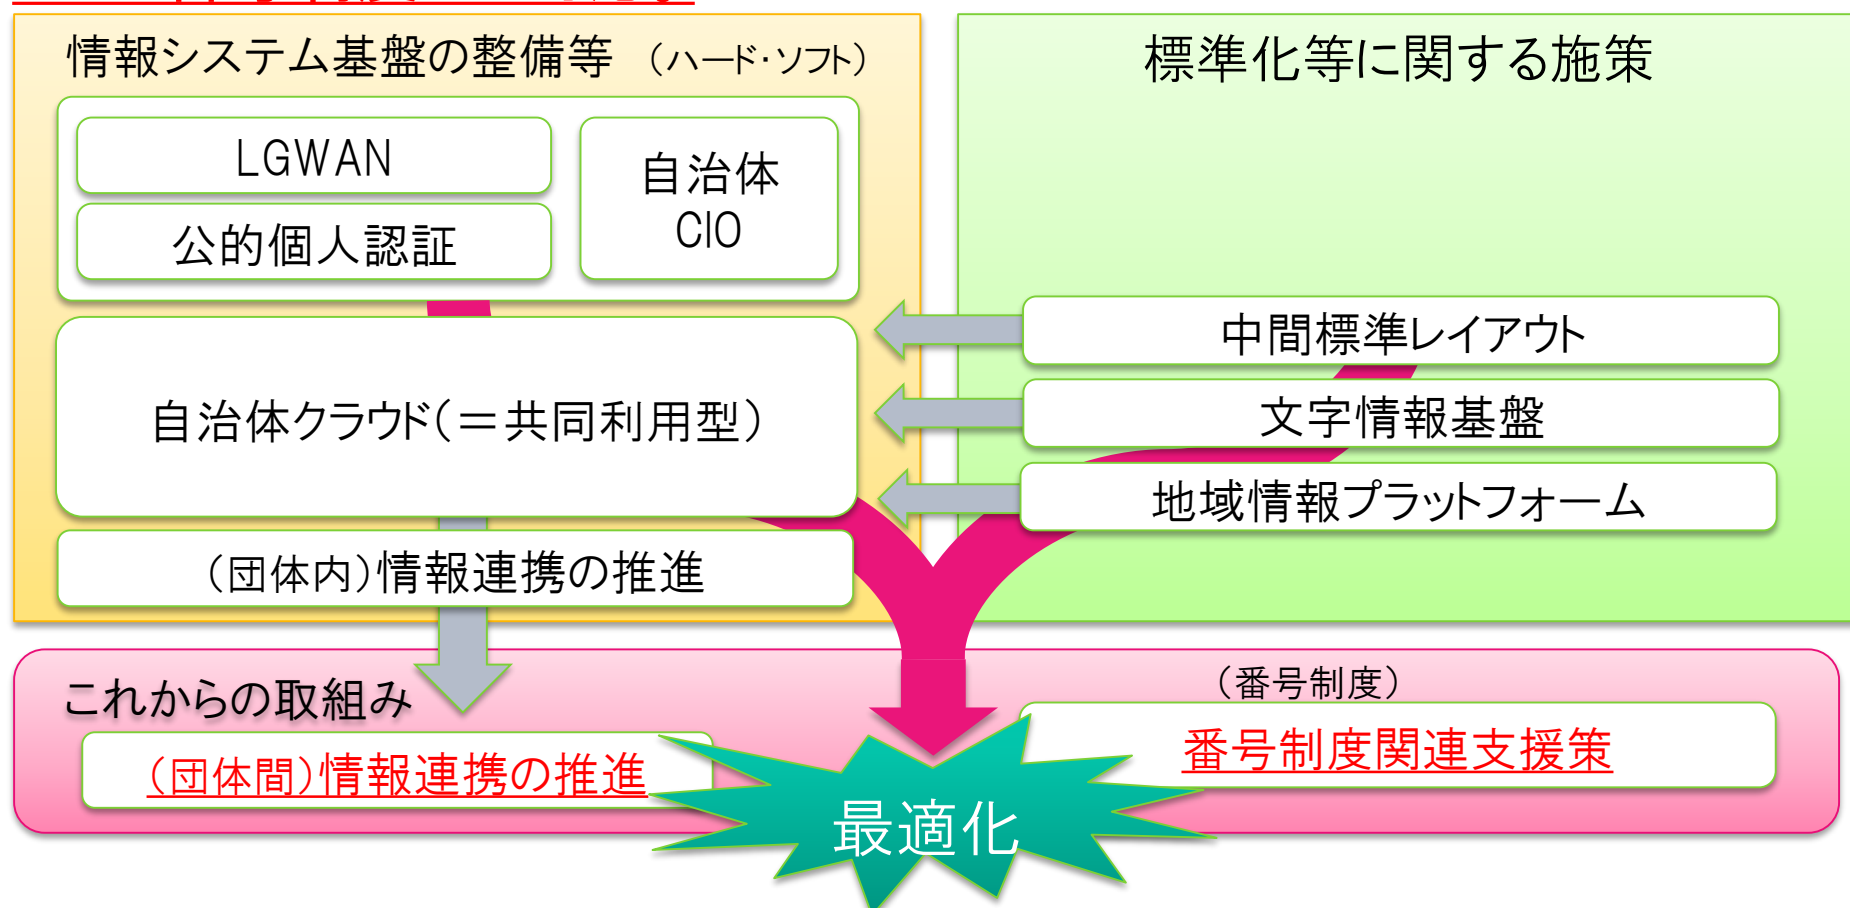 情報システム基盤の整備等 （ハード・ソフト）
LGWAN
公的個人認証
自治体
CIO
自治体クラウド（＝共同利用型）
（団体内）情報連携の推進
標準化等に関する施策
中間標準レイアウト
文字情報基盤
地域情報プラットフォーム
これからの取組み
（団体間）情報連携の推進
（番号制度）
番号制度関連支援策
最適化